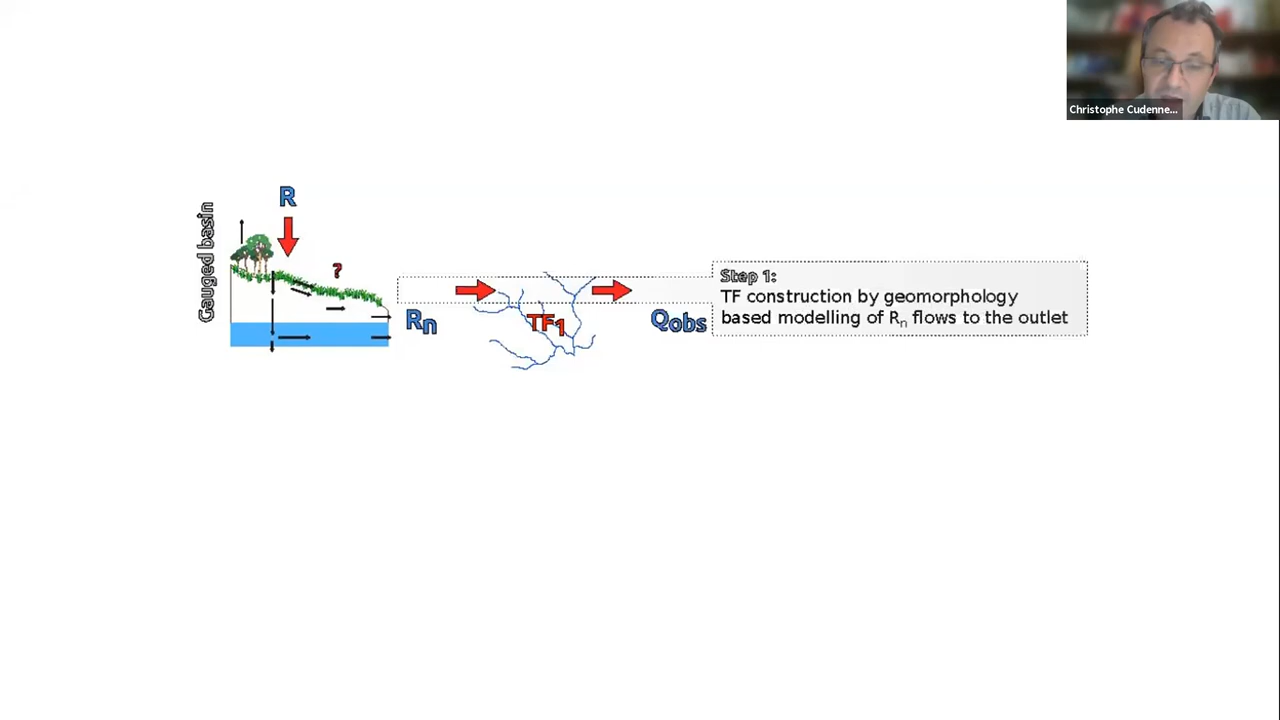 Christophe Cudenne...
R
Gauged basin
?
Rn
TF1
Qobs
Step 1:
TF construction by geomorphology
based modelling of Rn flows to the outlet